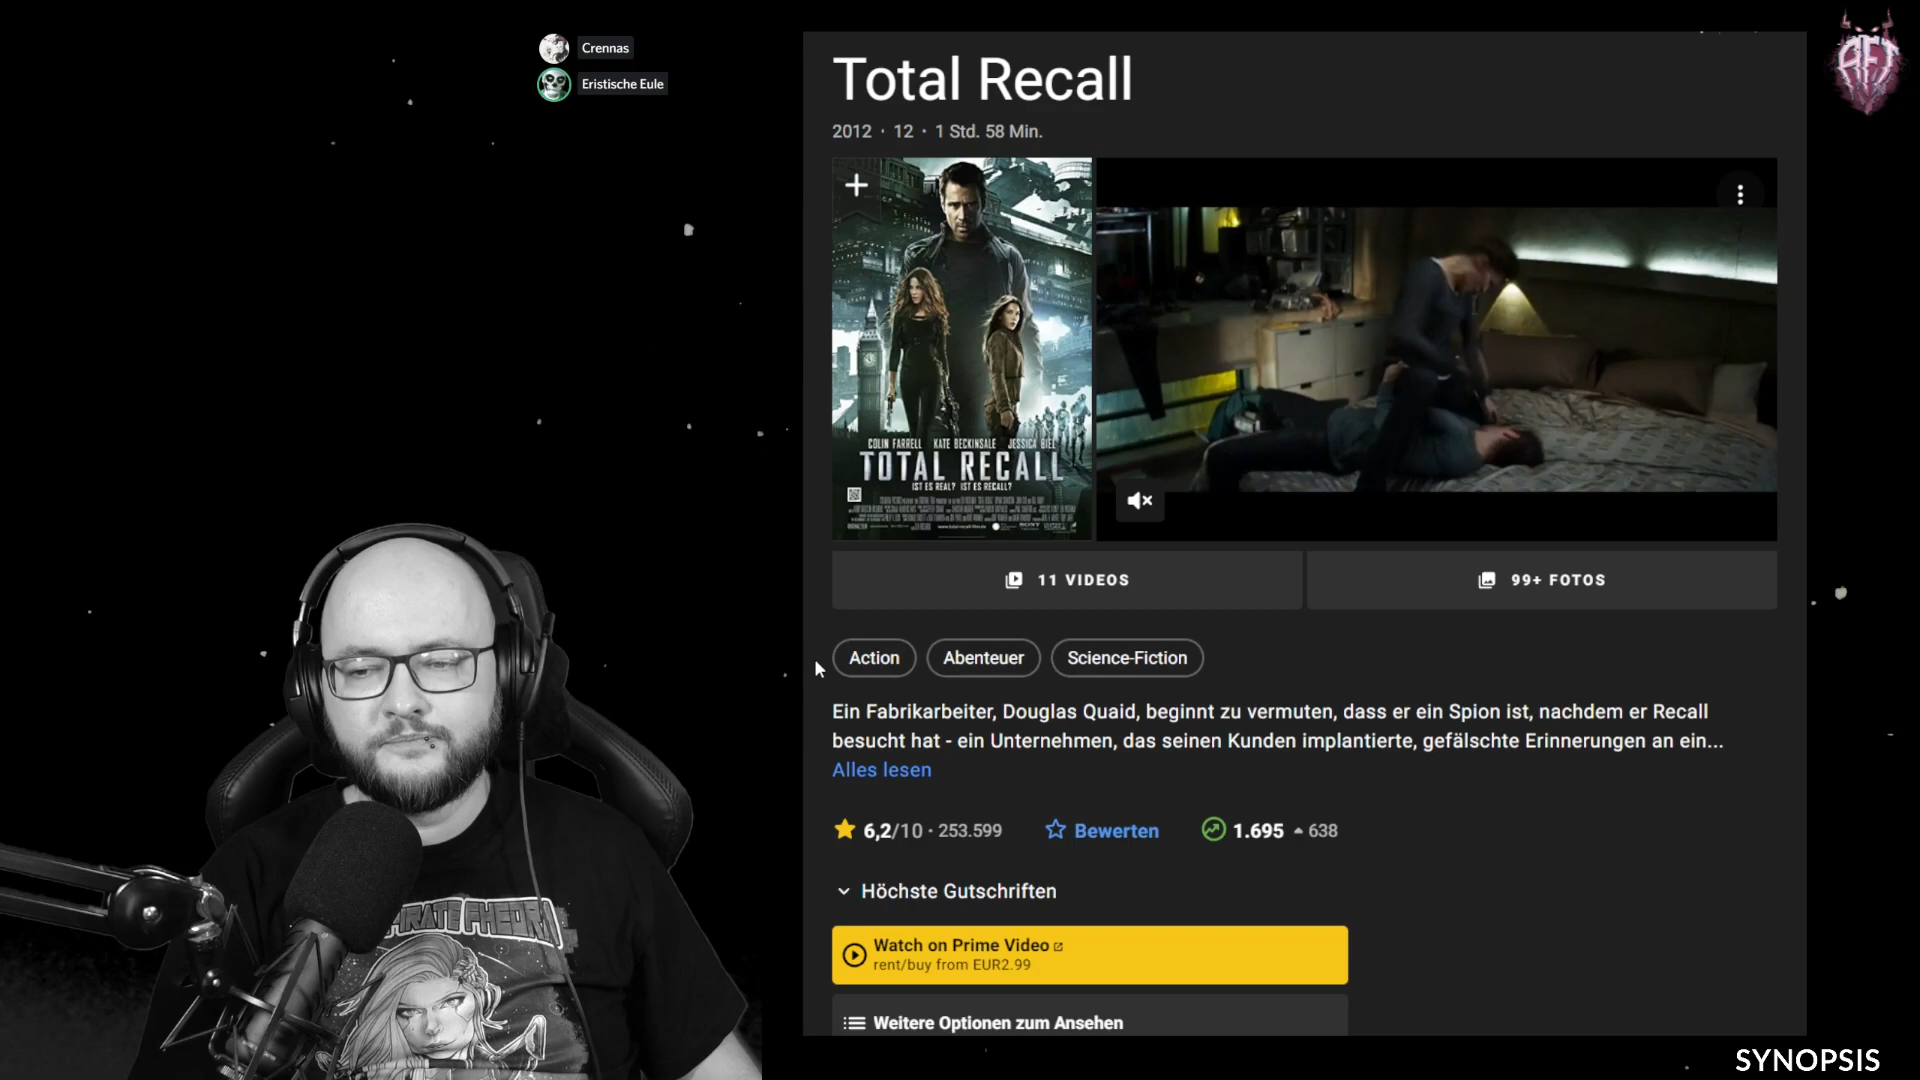 Crennas
Eristische Eule
AFT
Total Recall
2012 · 12 · 1 Std. 58 Min.
COLIN FARRELL KATE BECKINSALE JESSICA BIEL
TOTAL RECALL
IST ES REAL? IST ES RECALL?
11 VIDEOS
99+ FOTOS
Action
Abenteuer
Science-Fiction
Ein Fabrikarbeiter, Douglas Quaid, beginnt zu vermuten, dass er ein Spion ist, nachdem er Recall
besucht hat - ein Unternehmen, das seinen Kunden implantierte, gefälschte Erinnerungen an ein...
Alles lesen
6,2/10 · 253.599
Bewerten
1.695 638
Höchste Gutschriften
Watch on Prime Video
rent/buy from EUR2.99
Weitere Optionen zum Ansehen
PIRATE
SYNOPSIS